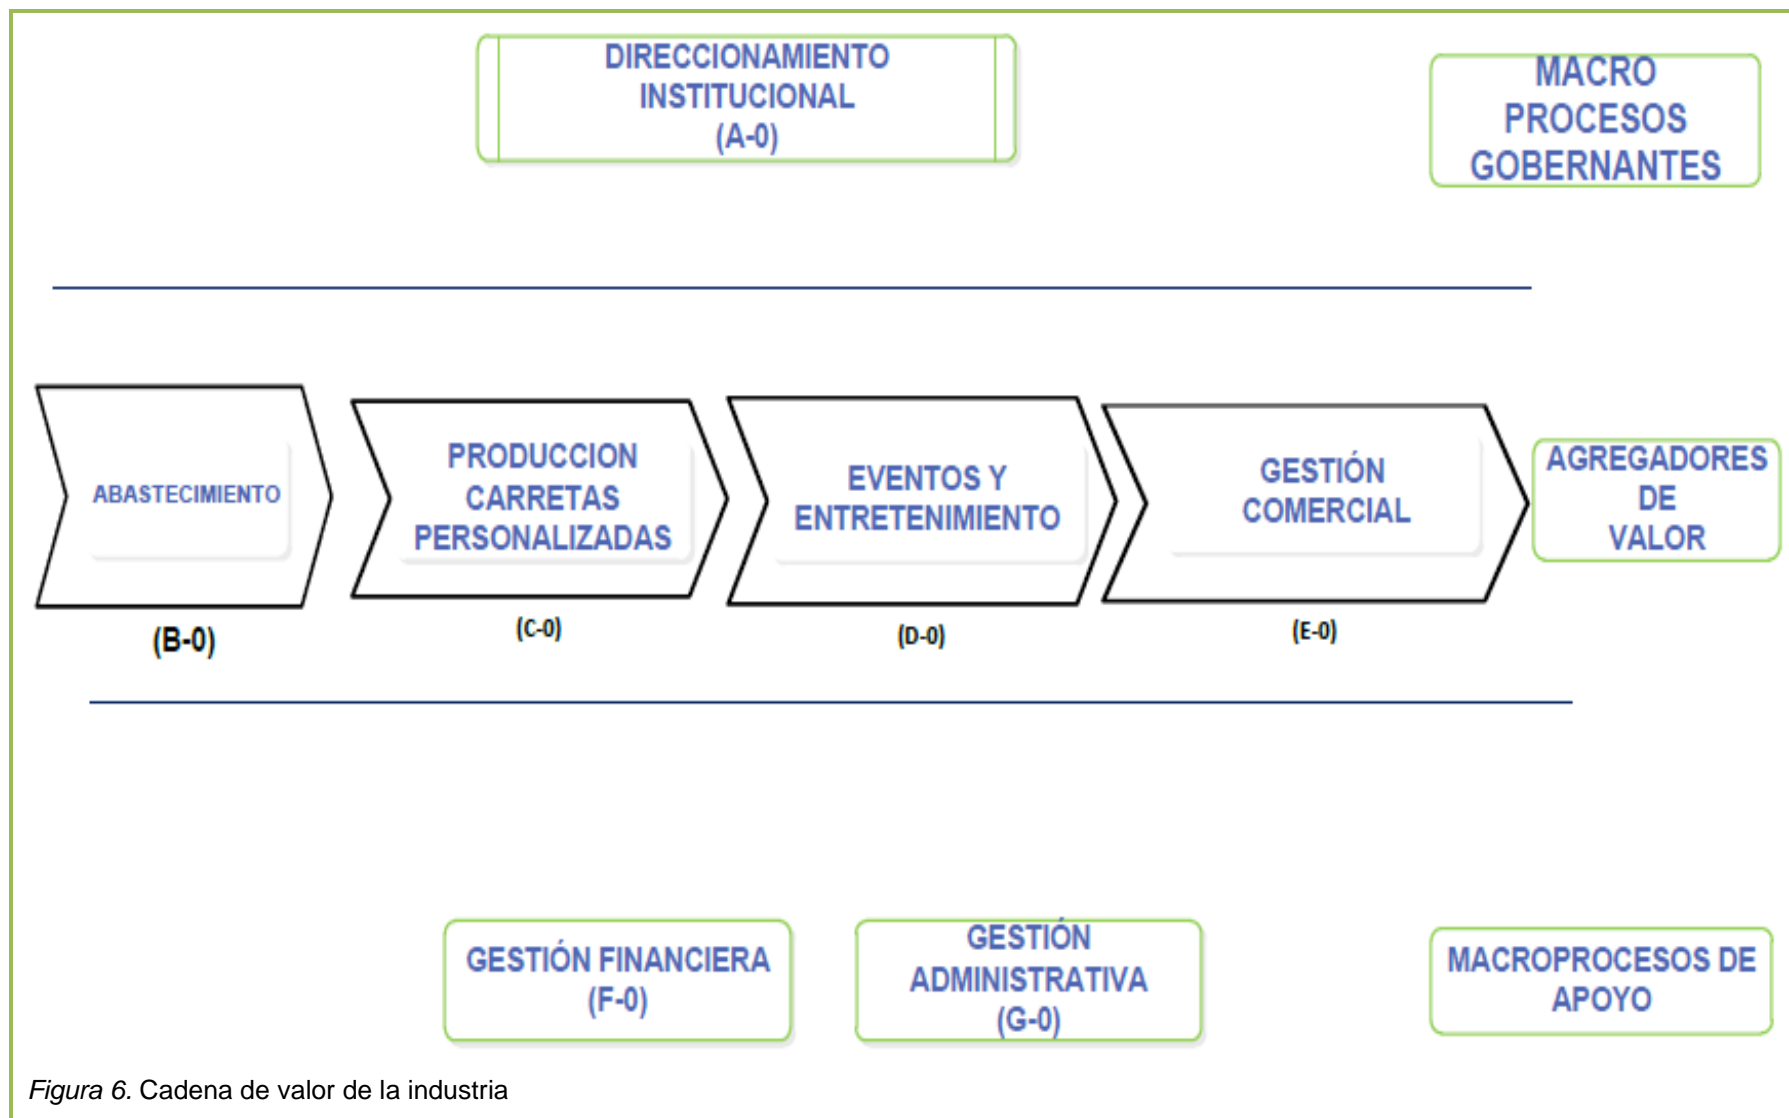 DIRECCIONAMIENTO
INSTITUCIONAL
(A-0)
MACRO
PROCESOS
GOBERNANTES
ABASTECIMIENTO
(B-0)
PRODUCCION
CARRETAS
PERSONALIZADAS
(C-0)
EVENTOS Y
ENTRETENIMIENTO
(D-0)
GESTIÓN
COMERCIAL
(E-0)
AGREGADORES
DE
VALOR
GESTIÓN FINANCIERA
(F-0)
GESTIÓN
ADMINISTRATIVA
(G-0)
MACROPROCESOS DE
APOYO
Figura 6. Cadena de valor de la industria